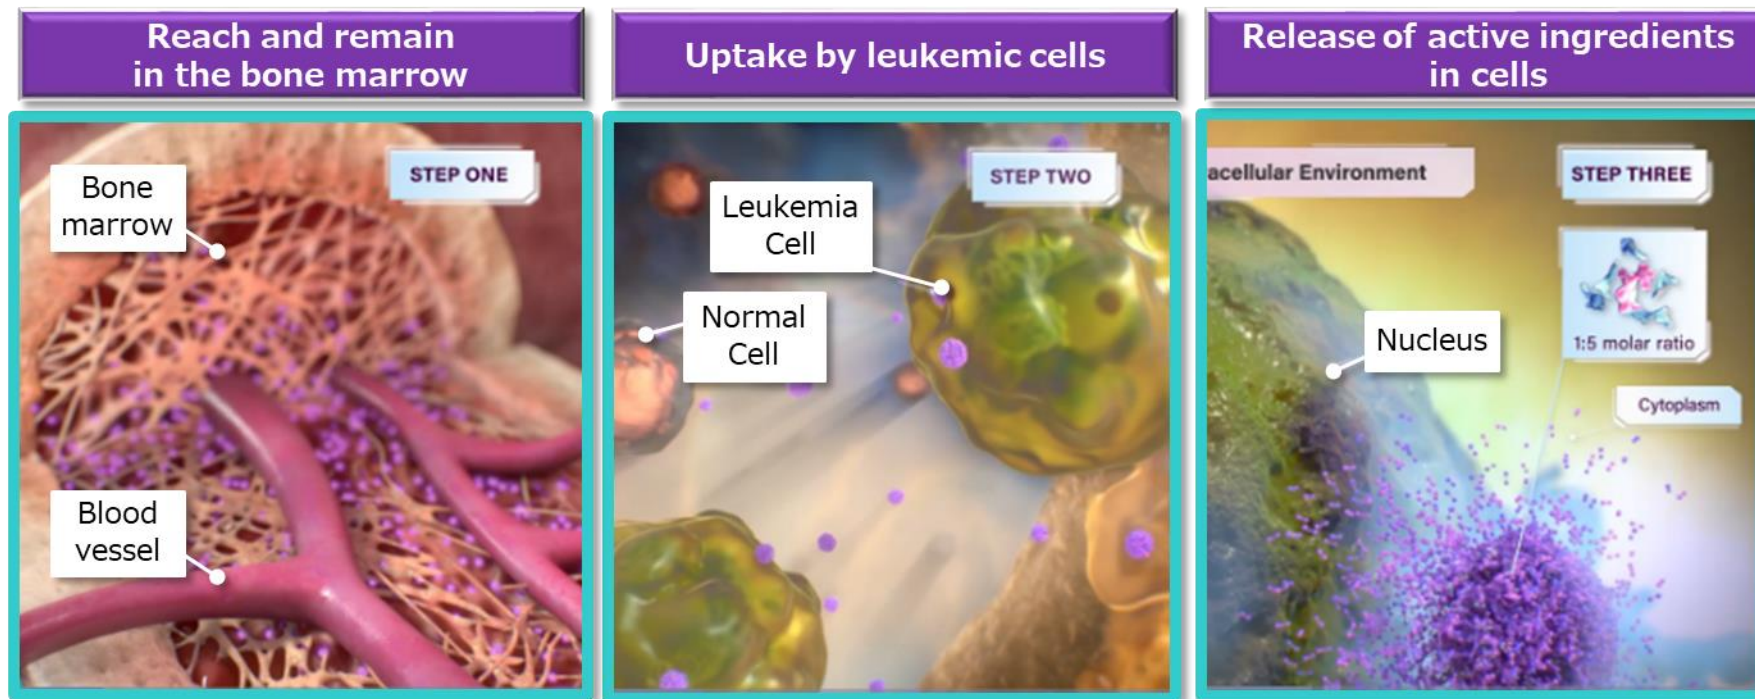 Reach and remain
in the bone marrow
Uptake by leukemic cells
Release of active ingredients
in cells
STEP ONE
Bone
marrow
Blood
vessel
STEP TWO
Leukemia
Cell
Normal
Cell
acellular Environment
STEP THREE
1:5 molar ratio
Nucleus
Cytoplasm